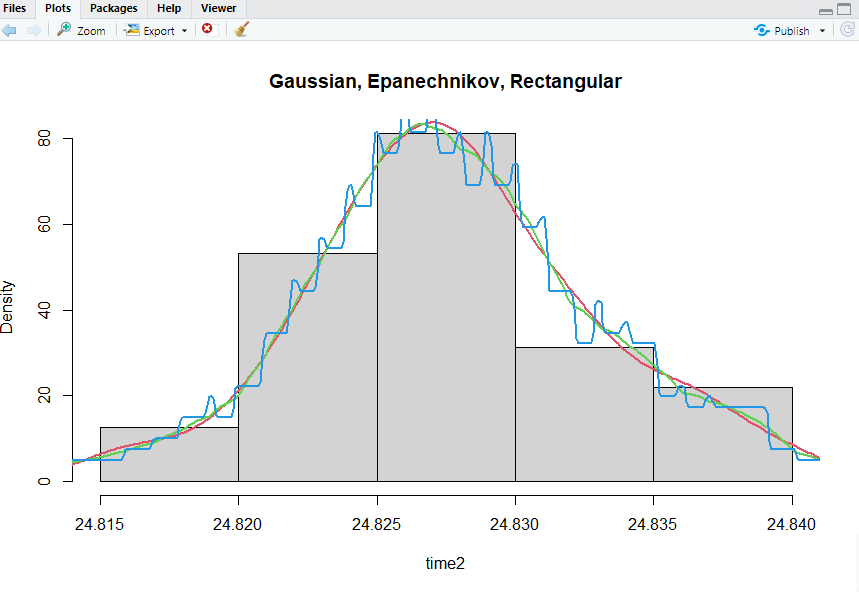 Files Plots Packages Help Viewer
Zoom Export Publish
Gaussian, Epanechnikov, Rectangular
80
60
40
20
0
Density
24.815 24.820 24.825 24.830 24.835 24.840
time2